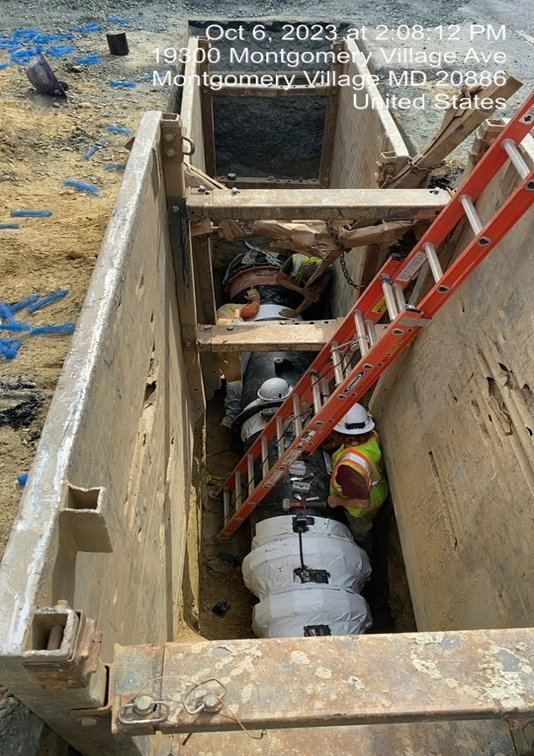 Oct 6, 2023 at 2:08:12 PM
19300 Montgomery Village Ave
Montgomery Village MD 20886
United States